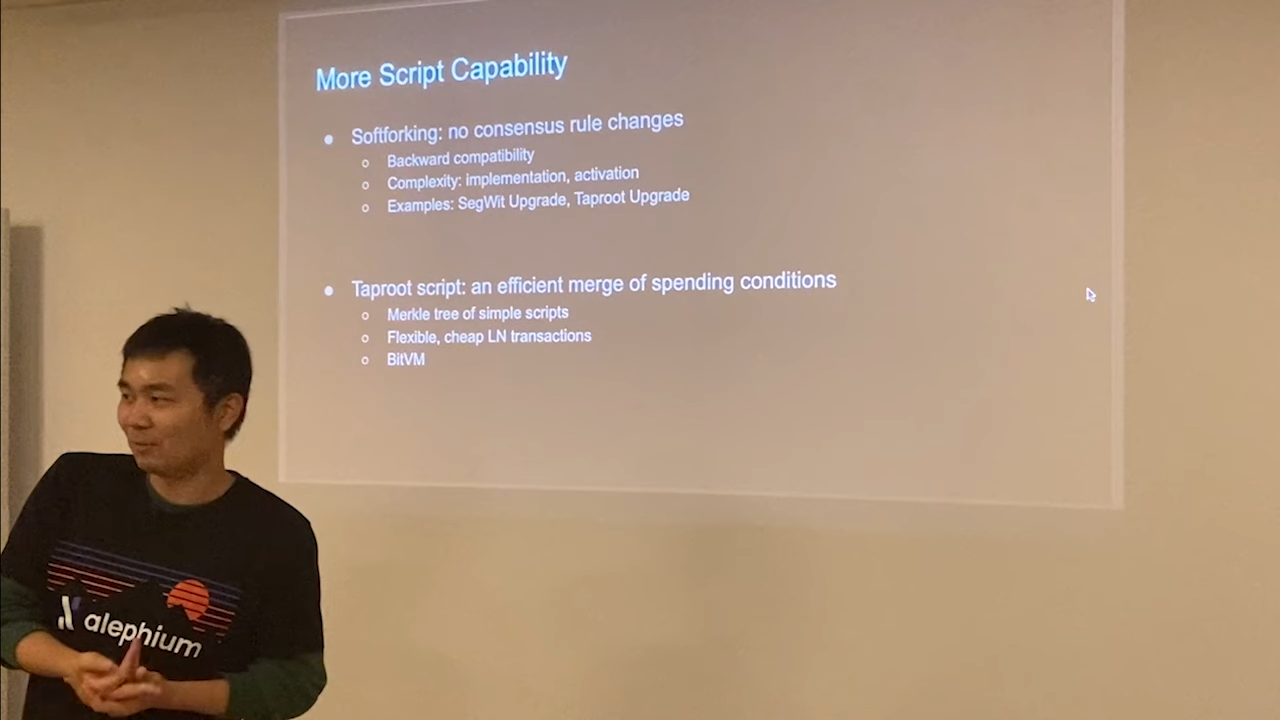 More Script Capability
● Softforking: no consensus rule changes
○ Backward compatibility
○ Complexity: implementation, activation
○ Examples: SegWit Upgrade, Taproot Upgrade
● Taproot script: an efficient merge of spending conditions
○ Merkle tree of simple scripts
○ Flexible, cheap LN transactions
○ BitVM
alephium